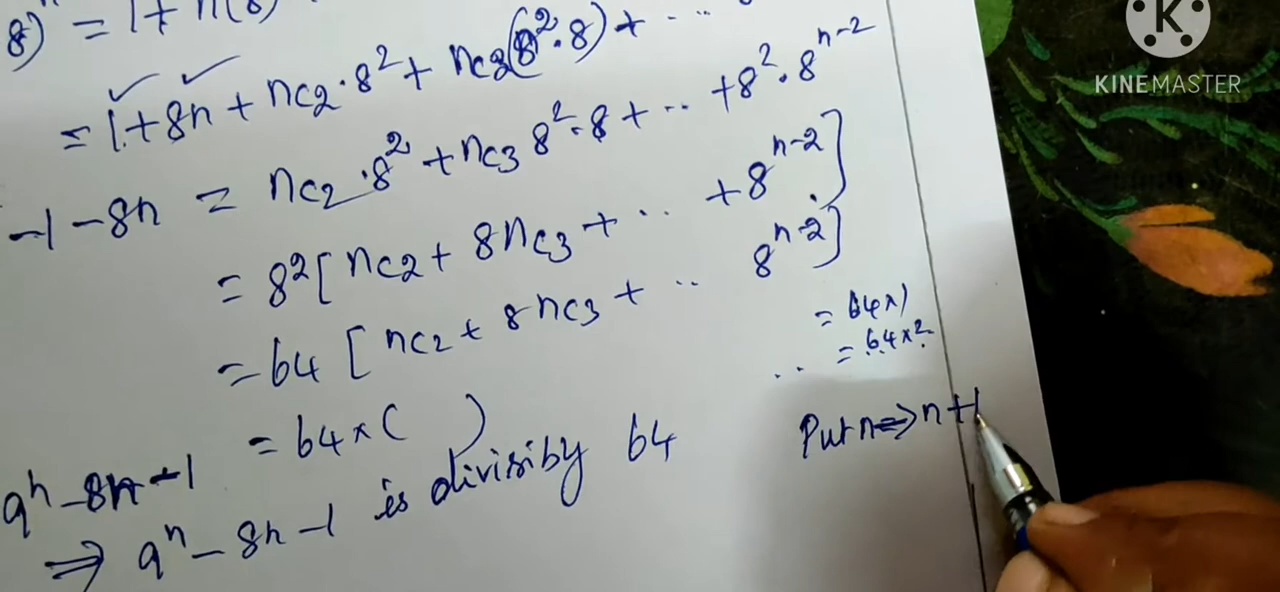 8)ⁿ = 1 + n(8)
= 1 + 8n + nc₂·8² + nc₃(8²·8) + ...
-1-8n = nc₂·8² + nc₃ 8²·8 + .. +8²·8ⁿ⁻²
= 8²[nc₂ + 8nc₃ + .. +8ⁿ⁻²]
= 64 [nc₂ + 8nc₃ + .. 8ⁿ⁻²]
= 64×1
.. = 64×2
= 64×( )
Put n⇒n+1
9ⁿ-8n-1
⇒ 9ⁿ - 8n - 1 is divisiby 64
K
KINEMASTER